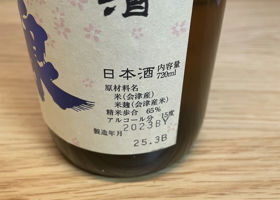 酒
泉
日本酒 内容量 720ml
原材料名
米(会津産)
米麹(会津産米)
精米歩合 65%
アルコール分 15度
2023BY
製造年月 25.3B